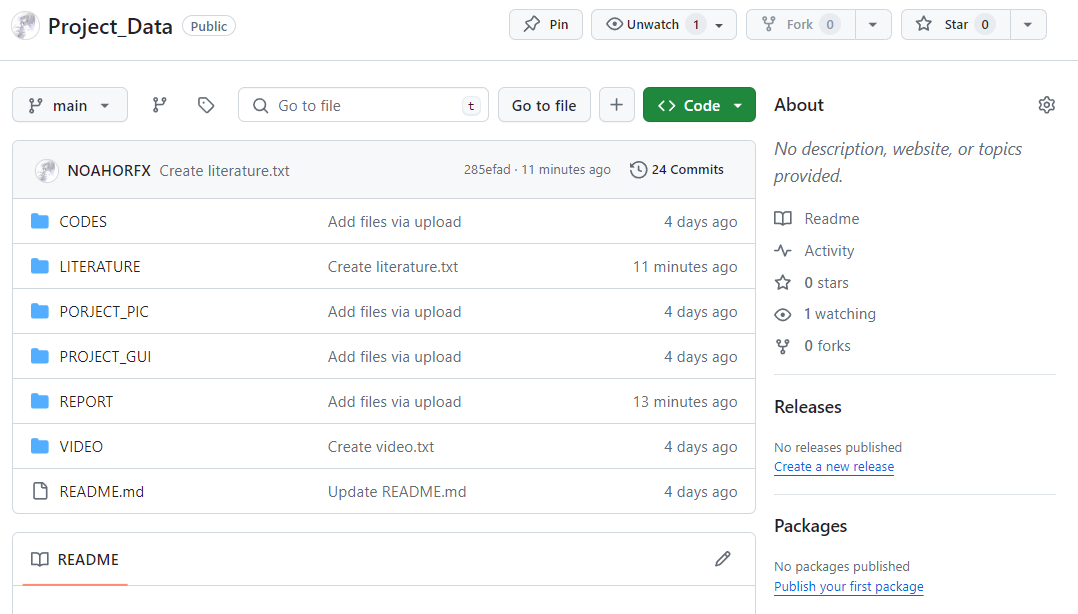 Project_Data Public Pin Unwatch 1 Fork 0 Star 0
main Go to file t Go to file Code
NOAHORFX Create literature.txt 285efad · 11 minutes ago 24 Commits
CODES Add files via upload 4 days ago
LITERATURE Create literature.txt 11 minutes ago
PORJECT_PIC Add files via upload 4 days ago
PROJECT_GUI Add files via upload 4 days ago
REPORT Add files via upload 13 minutes ago
VIDEO Create video.txt 4 days ago
README.md Update README.md 4 days ago
README
About
No description, website, or topics
provided.
Readme
Activity
0 stars
1 watching
0 forks
Releases
No releases published
Create a new release
Packages
No packages published
Publish your first package